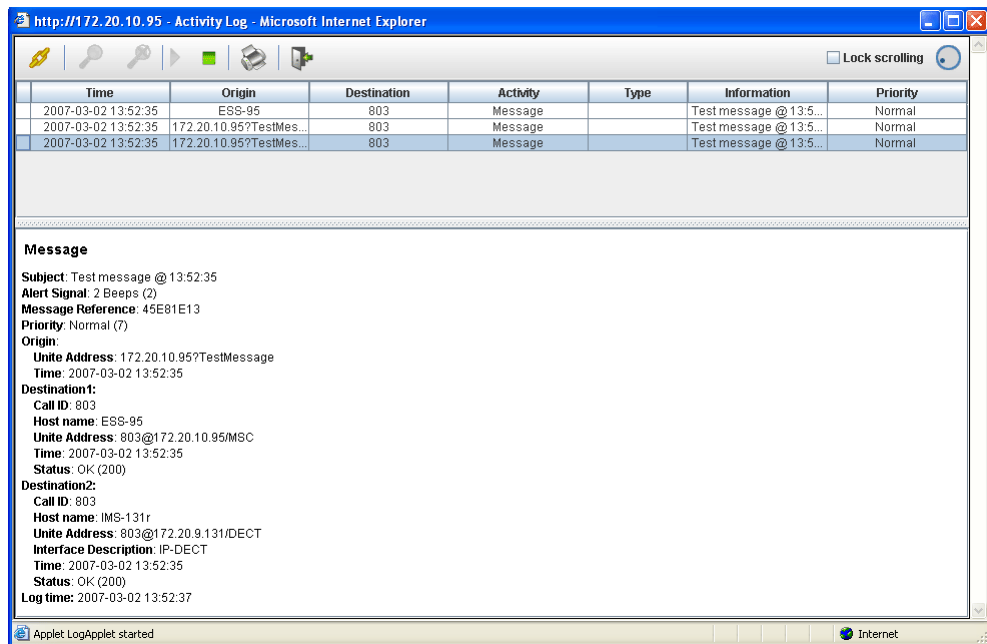 http://172.20.10.95 - Activity Log - Microsoft Internet Explorer
Lock scrolling
Time Origin Destination Activity Type Information Priority
2007-03-02 13:52:35 ESS-95 803 Message Test message @ 13:5... Normal
2007-03-02 13:52:35 172.20.10.95?TestMes... 803 Message Test message @ 13:5... Normal
2007-03-02 13:52:35 172.20.10.95?TestMes... 803 Message Test message @ 13:5... Normal
Message
Subject: Test message @ 13:52:35
Alert Signal: 2 Beeps (2)
Message Reference: 45E81E13
Priority: Normal (7)
Origin:
Unite Address: 172.20.10.95?TestMessage
Time: 2007-03-02 13:52:35
Destination1:
Call ID: 803
Host name: ESS-95
Unite Address: 803@172.20.10.95/MSC
Time: 2007-03-02 13:52:35
Status: OK (200)
Destination2:
Call ID: 803
Host name: IMS-131r
Unite Address: 803@172.20.9.131/DECT
Interface Description: IP-DECT
Time: 2007-03-02 13:52:35
Status: OK (200)
Log time: 2007-03-02 13:52:37
Applet LogApplet started
Internet